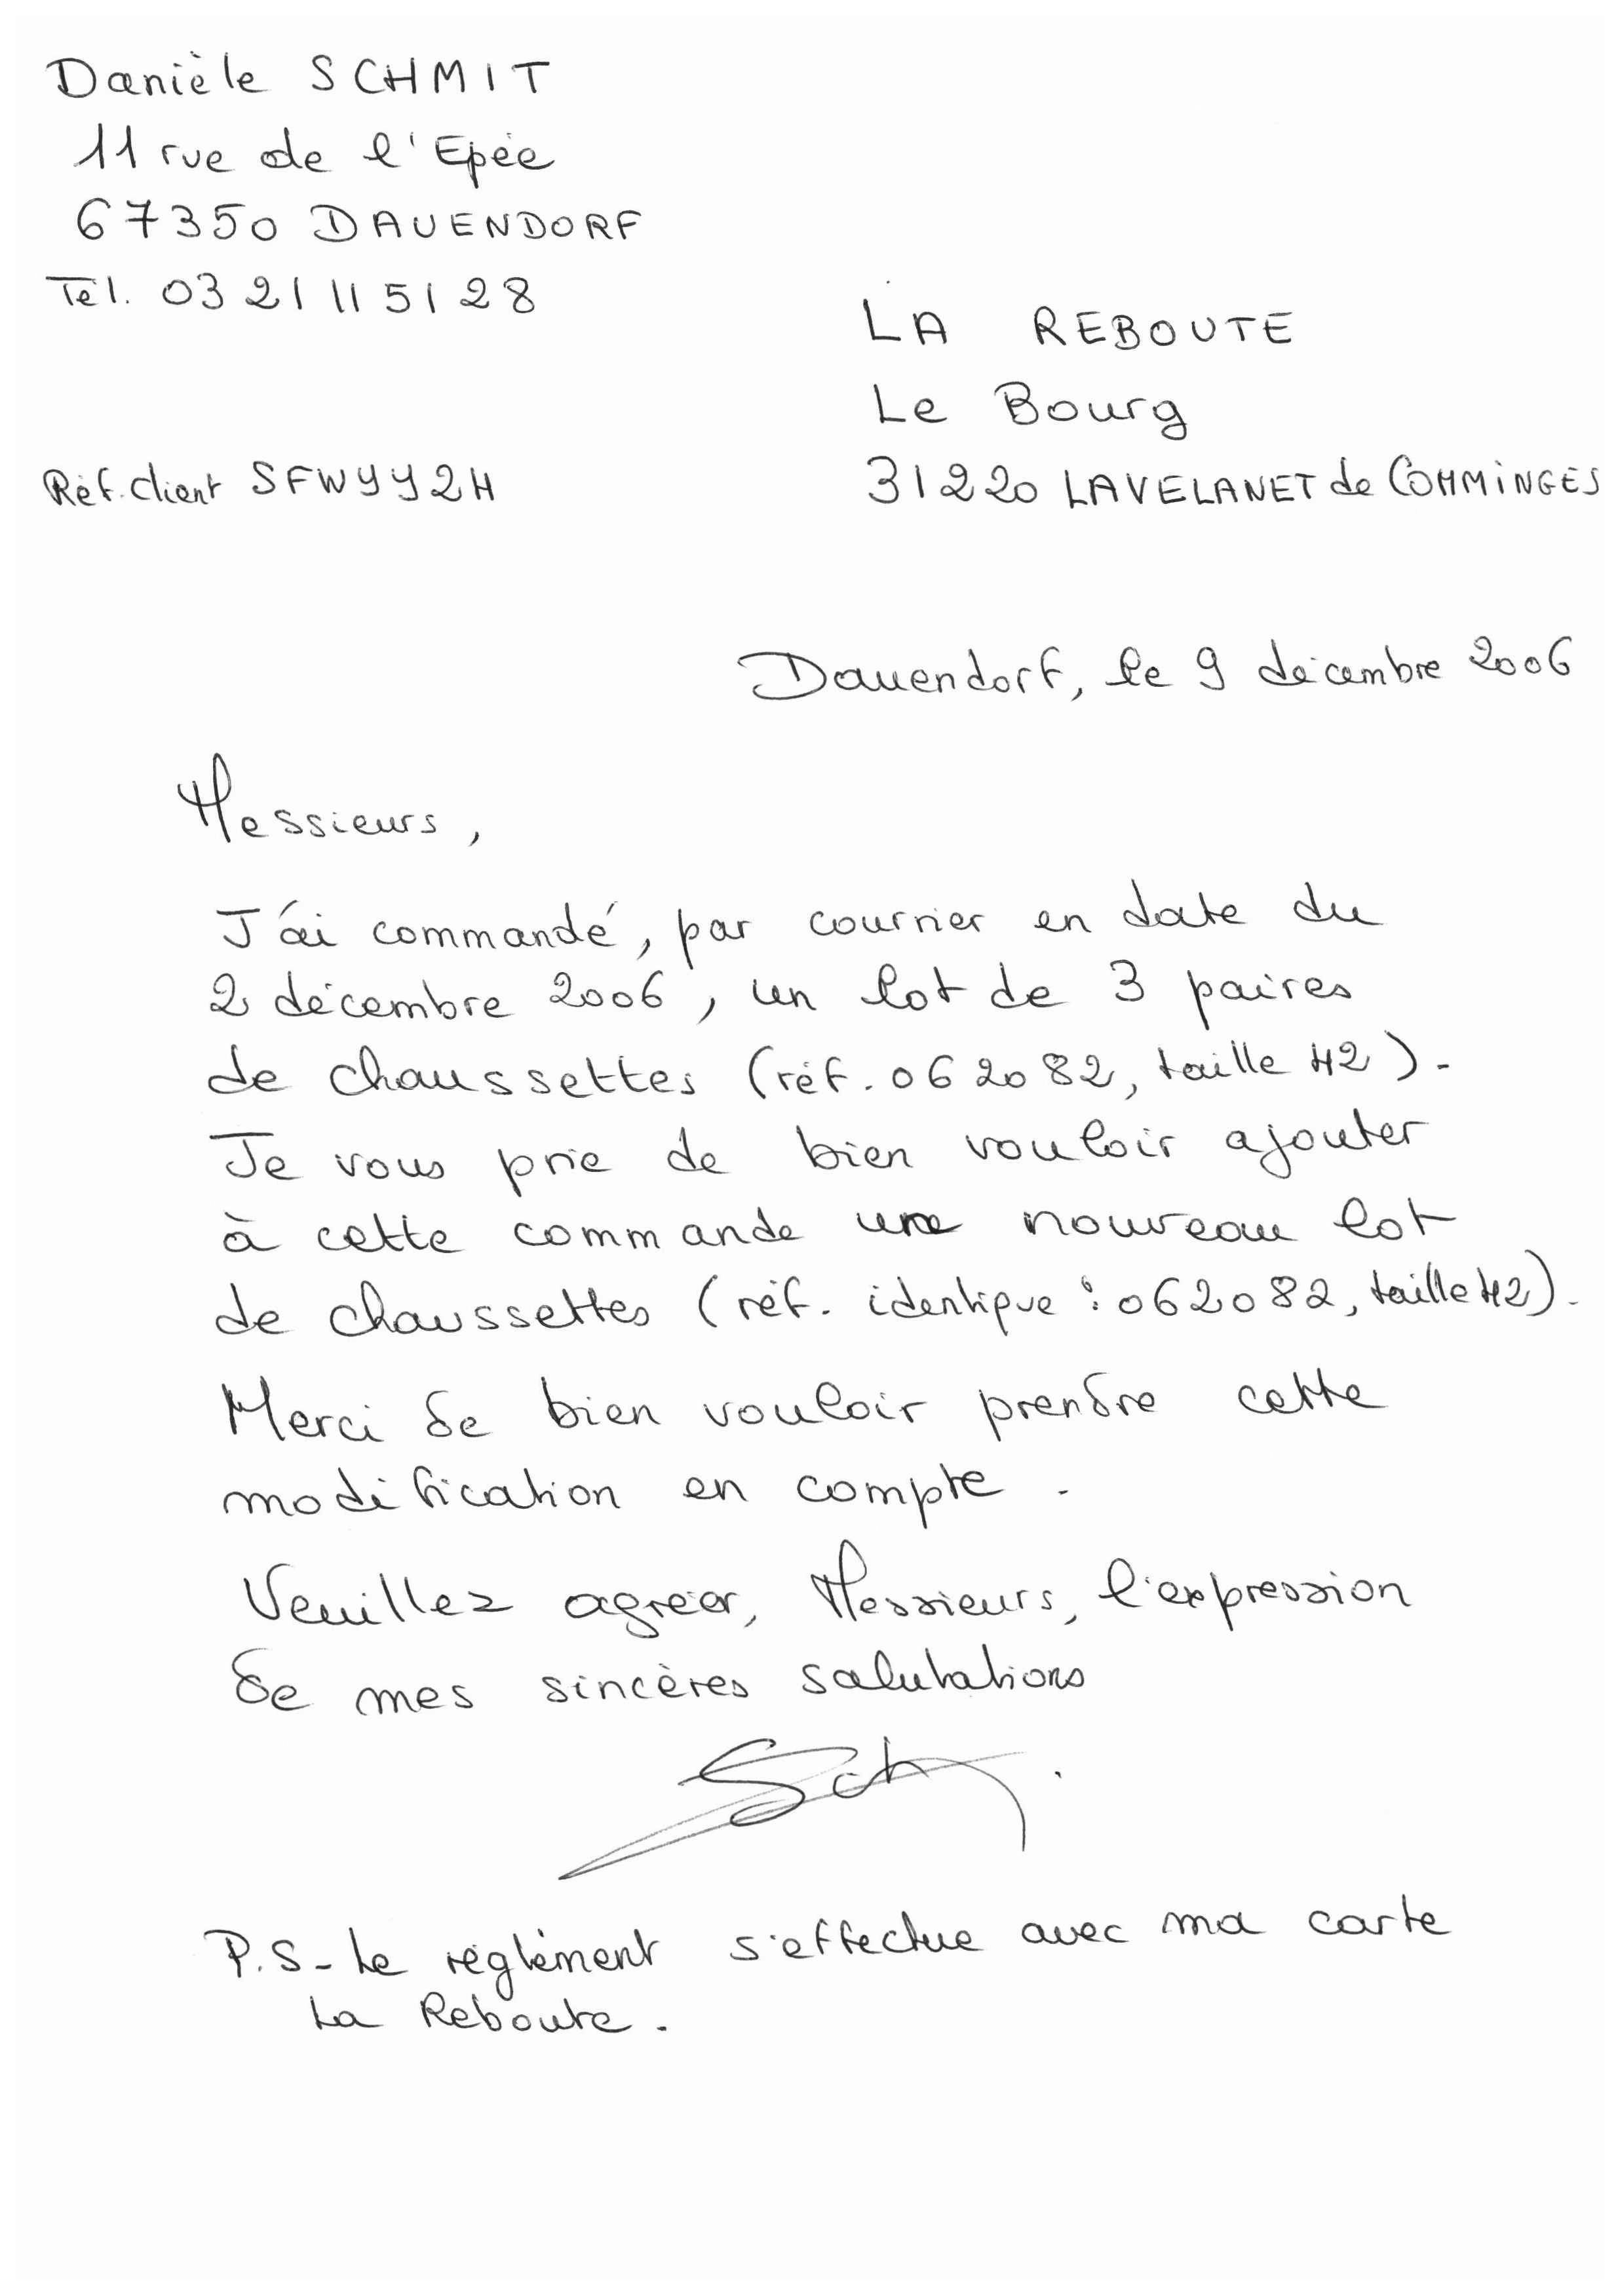 Danièle SCHMIT
11 rue de l'Epée
67350 DAUENDORF
Tél. 03 21 11 51 28
LA REBOUTE
Le Bourg
Réf. client SFWYY2H
31220 LAVELANET de COMMINGES
Dauendorf, le 9 décembre 2006
Messieurs,
J'ai commandé, par courrier en date du
2 décembre 2006, un lot de 3 paires
de chaussettes (réf. 062082, taille 42).
Je vous prie de bien vouloir ajouter
à cette commande une nouveau lot
de chaussettes (réf. identique : 062082, taille 42).
Merci de bien vouloir prendre cette
modification en compte.
Veuillez agréer, Messieurs, l'expression
de mes sincères salutations
Sch
P.S - Le réglement s'effectue avec ma carte
La Reboute.